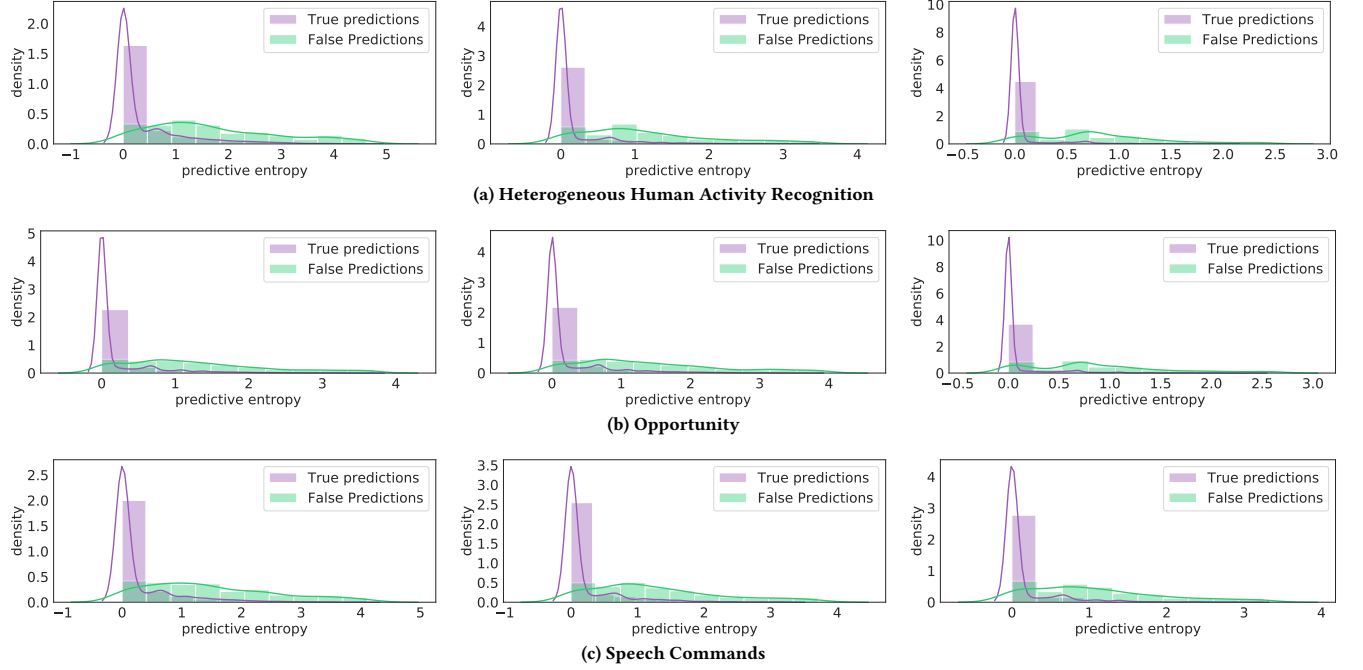 density
2.0
1.5
1.0
0.5
0.0
True predictions
False Predictions
−1 0 1 2 3 4 5
predictive entropy
density
4
3
2
1
0
True predictions
False Predictions
0 1 2 3 4
predictive entropy
density
10
8
6
4
2
0
True predictions
False Predictions
−0.5 0.0 0.5 1.0 1.5 2.0 2.5 3.0
predictive entropy
(a) Heterogeneous Human Activity Recognition
density
5
4
3
2
1
0
True predictions
False Predictions
0 1 2 3 4
predictive entropy
density
4
3
2
1
0
True predictions
False Predictions
0 1 2 3 4
predictive entropy
density
10
8
6
4
2
0
True predictions
False Predictions
−0.5 0.0 0.5 1.0 1.5 2.0 2.5 3.0
predictive entropy
(b) Opportunity
density
2.5
2.0
1.5
1.0
0.5
0.0
True predictions
False Predictions
−1 0 1 2 3 4 5
predictive entropy
density
3.5
3.0
2.5
2.0
1.5
1.0
0.5
0.0
True predictions
False Predictions
−1 0 1 2 3 4
predictive entropy
density
4
3
2
1
0
True predictions
False Predictions
0 1 2 3 4
predictive entropy
(c) Speech Commands